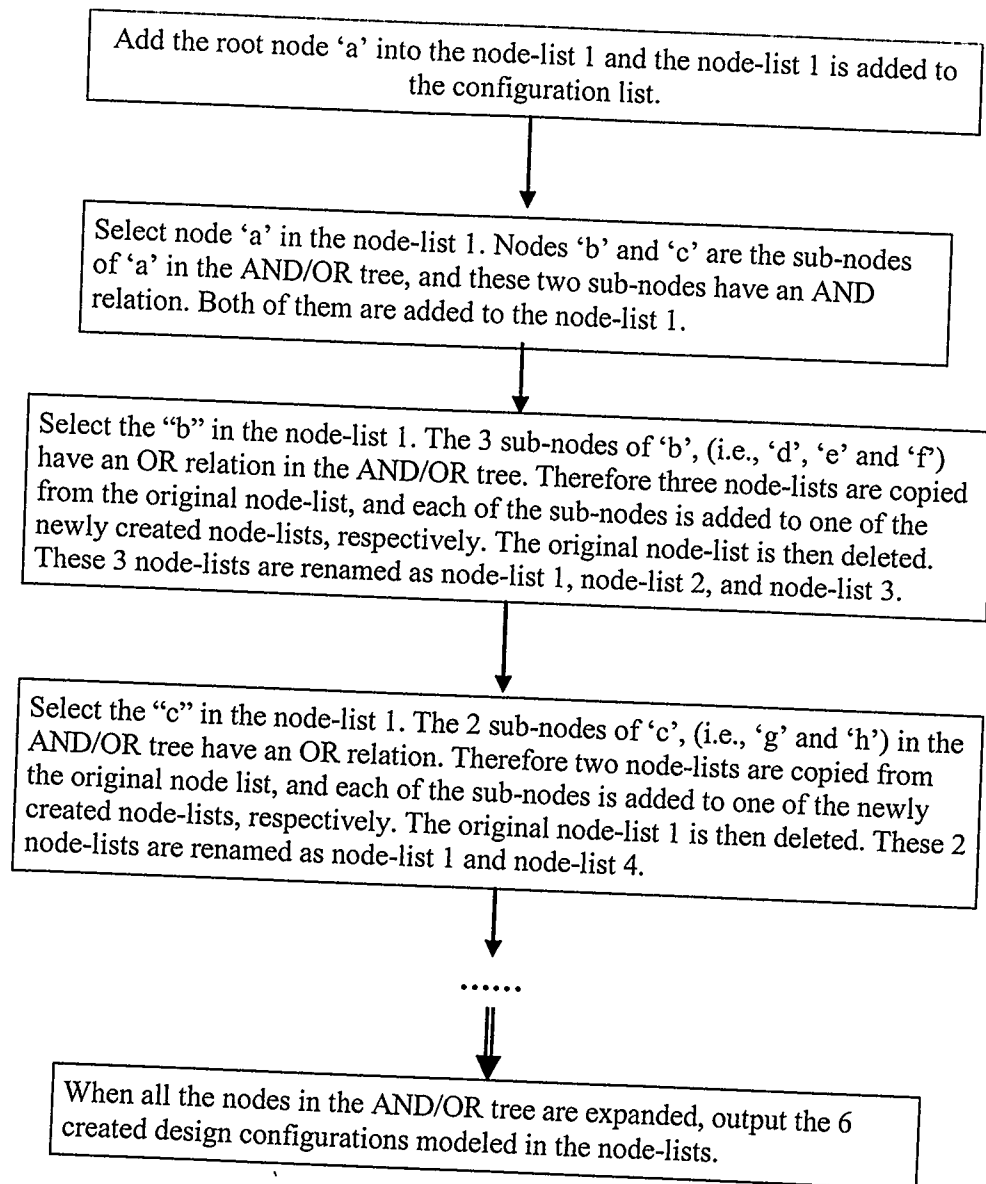 Add the root node ‘a’ into the node-list 1 and the node-list 1 is added to
the configuration list.
Select node ‘a’ in the node-list 1. Nodes ‘b’ and ‘c’ are the sub-nodes
of ‘a’ in the AND/OR tree, and these two sub-nodes have an AND
relation. Both of them are added to the node-list 1.
Select the “b” in the node-list 1. The 3 sub-nodes of ‘b’, (i.e., ‘d’, ‘e’ and ‘f’)
have an OR relation in the AND/OR tree. Therefore three node-lists are copied
from the original node-list, and each of the sub-nodes is added to one of the
newly created node-lists, respectively. The original node-list is then deleted.
These 3 node-lists are renamed as node-list 1, node-list 2, and node-list 3.
Select the “c” in the node-list 1. The 2 sub-nodes of ‘c’, (i.e., ‘g’ and ‘h’) in the
AND/OR tree have an OR relation. Therefore two node-lists are copied from
the original node list, and each of the sub-nodes is added to one of the newly
created node-lists, respectively. The original node-list 1 is then deleted. These 2
node-lists are renamed as node-list 1 and node-list 4.
......
When all the nodes in the AND/OR tree are expanded, output the 6
created design configurations modeled in the node-lists.